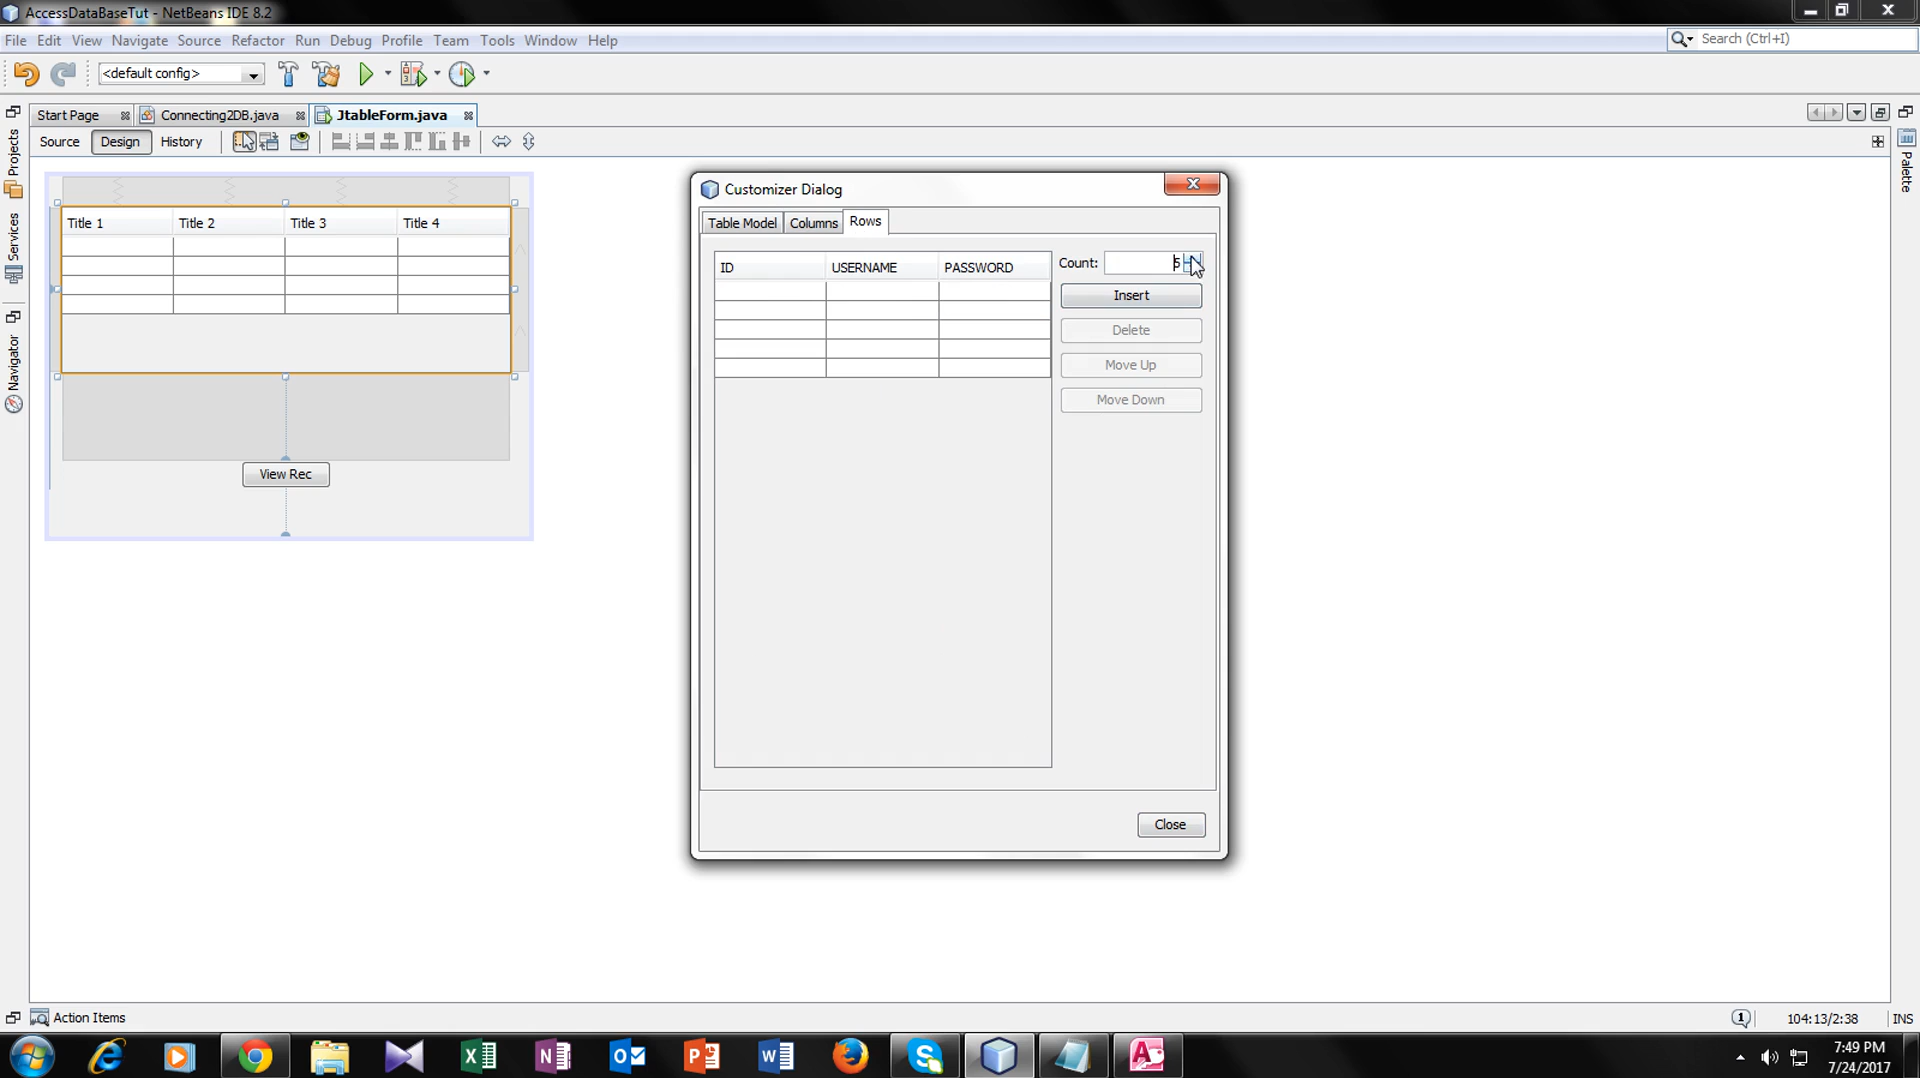 AccessDataBaseTut - NetBeans IDE 8.2
File Edit View Navigate Source Refactor Run Debug Profile Team Tools Window Help
Search (Ctrl+I)
<default config>
Start Page Connecting2DB.java JtableForm.java
Source Design History
Projects
Services
Navigator
Palette
Title 1 Title 2 Title 3 Title 4
View Rec
Customizer Dialog
Table Model Columns Rows
ID USERNAME PASSWORD
Count: 5
Insert
Delete
Move Up
Move Down
Close
Action Items
1
104:13/2:38 INS
7:49 PM
7/24/2017